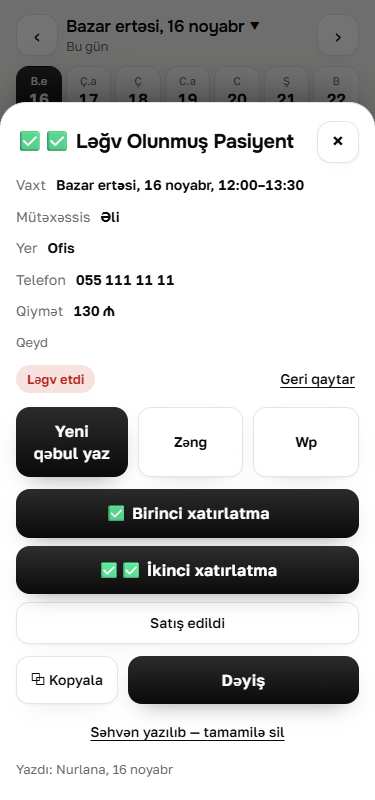 ‹
Bazar ertəsi, 16 noyabr ▼
Bu gün
›
B.e Ç.a Ç C.a C Ş B
16 17 18 19 20 21 22
✅ ✅ Ləğv Olunmuş Pasiyent
×
Vaxt Bazar ertəsi, 16 noyabr, 12:00–13:30
Mütəxəssis Əli
Yer Ofis
Telefon 055 111 11 11
Qiymət 130 ₼
Qeyd
Ləgv etdi
Geri qaytar
Yeni
qəbul yaz
Zəng
Wp
✅ Birinci xatırlatma
✅ ✅ İkinci xatırlatma
Satış edildi
Kopyala
Dəyiş
Səhvən yazılıb — tamamilə sil
Yazdı: Nurlana, 16 noyabr